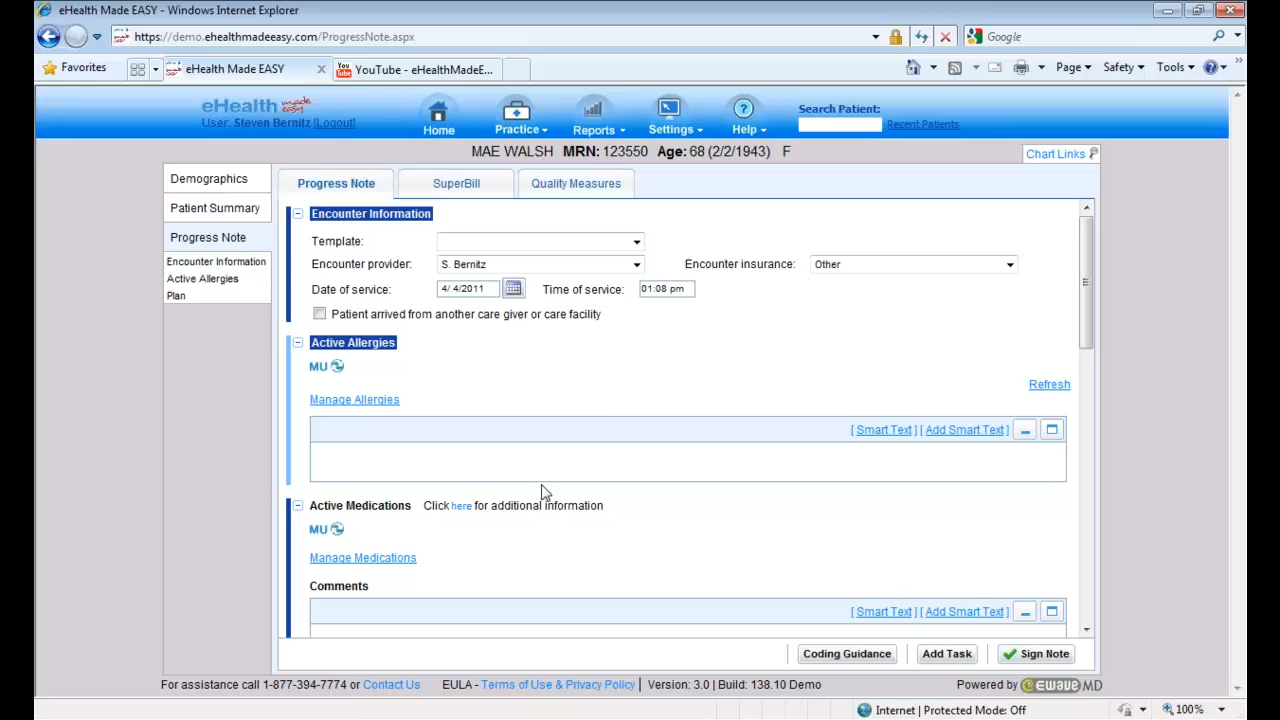 eHealth Made EASY - Windows Internet Explorer
https://demo.ehealthmadeeasy.com/ProgressNote.aspx
Google
Favorites
eHealth Made EASY
YouTube - eHealthMadeE...
Page
Safety
Tools
eHealth made easy
User: Steven Bernitz [Logout]
Home
Practice
Reports
Settings
Help
Search Patient:
Recent Patients
MAE WALSH MRN: 123550 Age: 68 (2/2/1943) F
Chart Links
Demographics
Patient Summary
Progress Note
Encounter Information
Active Allergies
Plan
Progress Note
SuperBill
Quality Measures
Encounter Information
Template:
Encounter provider: S. Bernitz
Encounter insurance: Other
Date of service: 4/ 4/2011
Time of service: 01:08 pm
Patient arrived from another care giver or care facility
Active Allergies
MU
Refresh
Manage Allergies
[ Smart Text ] [ Add Smart Text ]
Active Medications Click here for additional information
MU
Manage Medications
Comments
[ Smart Text ] [ Add Smart Text ]
Coding Guidance
Add Task
Sign Note
For assistance call 1-877-394-7774 or Contact Us
EULA - Terms of Use & Privacy Policy | Version: 3.0 | Build: 138.10 Demo
Powered by eWAVE MD
Internet | Protected Mode: Off
100%